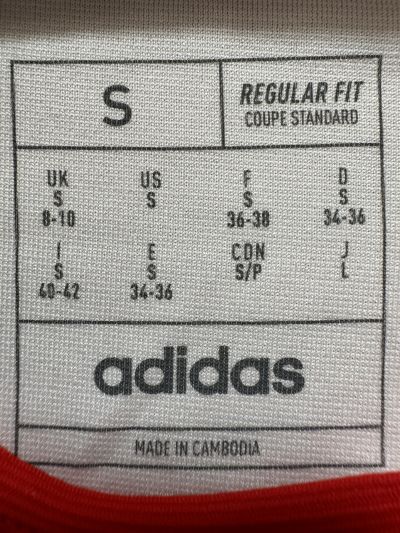 S
REGULAR FIT
COUPE STANDARD
UK US F D
S S S S
8-10 36-38 34-36
I E CDN J
S S S/P L
40-42 34-36
adidas
MADE IN CAMBODIA